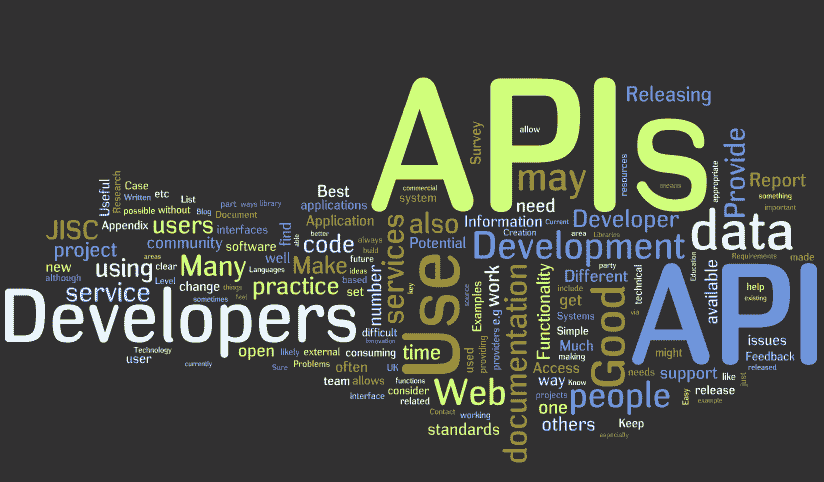 APIs
Releasing
allow
Survey
commercial
system
means
resources
appropriate
Provide
Report
something
important
Useful
Research
Case
Written
etc
List
possible
without
Blog
part
ways
library
Document
Best
applications
may
need
JISC
Appendix
users
interfaces
Application
find
able
code
always
build
services
also
Information
Current
Developer
area
Libraries
Creation
data
project
community
software
Potential
Development
Education
Requirements
made
new
although
areas
using
clear
Level
Many
Languages
well
Make
future
ideas
based
number
key
Use
source
work
Examples
e.g
providers
providing
used
documentation
Functionality
Different
party
include
get
technical
via
available
API
help
existing
service
change
things
sometimes
feel
practice
set
Developers
difficult
Innovation
Systems
Simple
Much
making
Good
might
issues
Feedback
released
Technology
user
currently
open
likely
external
consuming
time
Sure
Problems
often
UK
Access
way
Know
needs
support
like
just
team
allows
functions
consider
related
interface
Web
Contact
working
standards
projects
one
people
others
especially
Keep
Easy
release
example
better